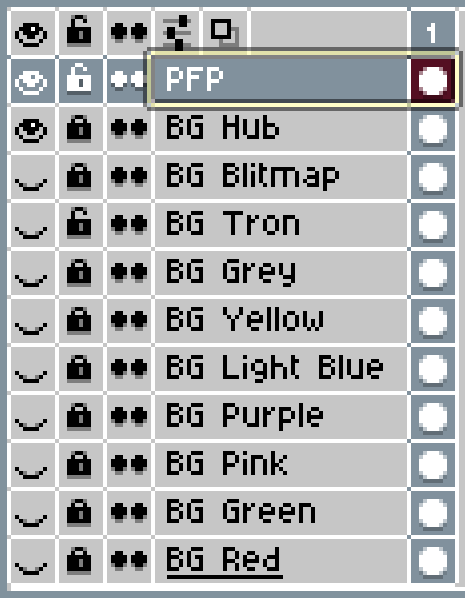 1
PFP
BG Hub
BG Blitmap
BG Tron
BG Grey
BG Yellow
BG Light Blue
BG Purple
BG Pink
BG Green
BG Red